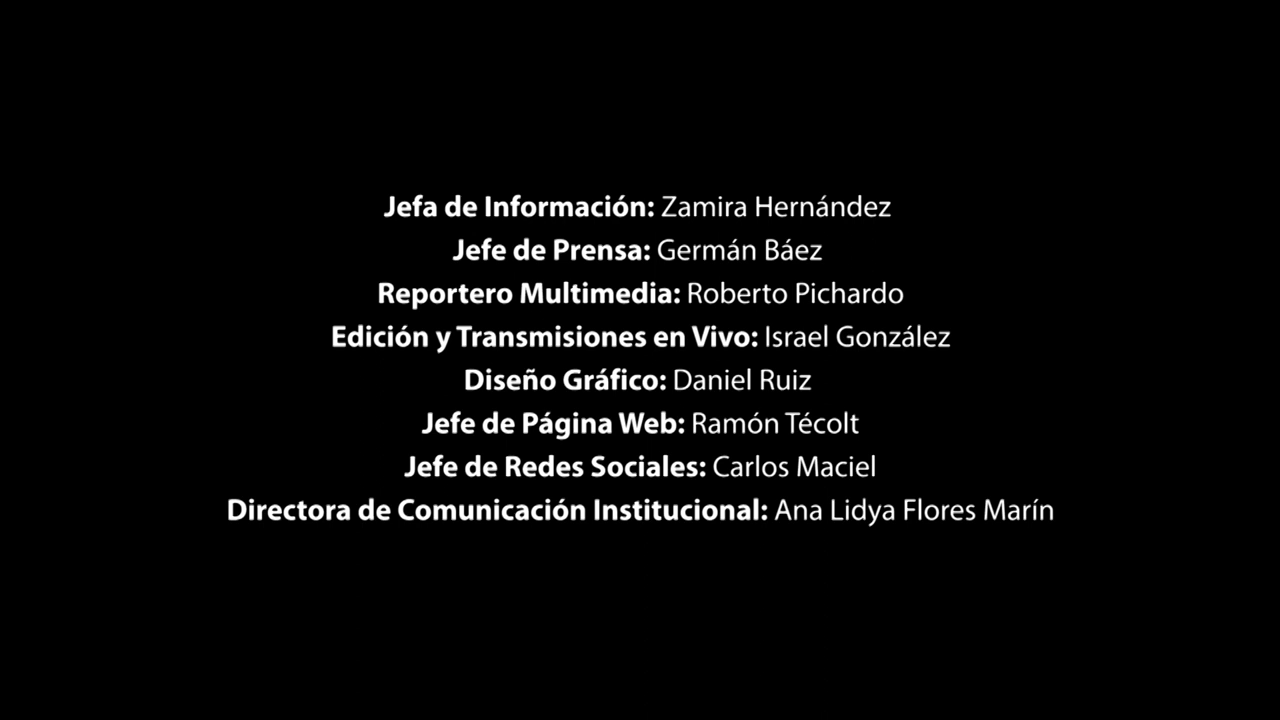 Jefa de Información: Zamira Hernández
Jefe de Prensa: Germán Báez
Reportero Multimedia: Roberto Pichardo
Edición y Transmisiones en Vivo: Israel González
Diseño Gráfico: Daniel Ruiz
Jefe de Página Web: Ramón Técolt
Jefe de Redes Sociales: Carlos Maciel
Directora de Comunicación Institucional: Ana Lidya Flores Marín